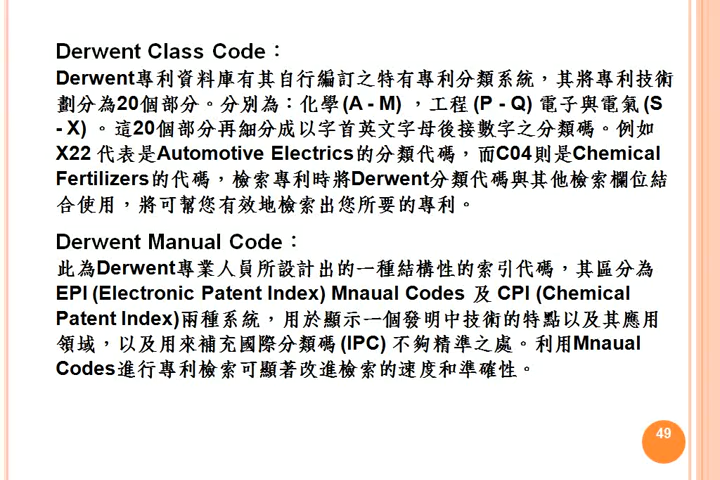 Derwent Class Code：
Derwent專利資料庫有其自行編訂之特有專利分類系統，其將專利技術
劃分為20個部分。分別為：化學 (A - M) ，工程 (P - Q) 電子與電氣 (S
- X) 。這20個部分再細分成以字首英文字母後接數字之分類碼。例如
X22 代表是Automotive Electrics的分類代碼，而C04則是Chemical
Fertilizers的代碼，檢索專利時將Derwent分類代碼與其他檢索欄位結
合使用，將可幫您有效地檢索出您所要的專利。
Derwent Manual Code：
此為Derwent專業人員所設計出的一種結構性的索引代碼，其區分為
EPI (Electronic Patent Index) Mnaual Codes 及 CPI (Chemical
Patent Index)兩種系統，用於顯示一個發明中技術的特點以及其應用
領域，以及用來補充國際分類碼 (IPC) 不夠精準之處。利用Mnaual
Codes進行專利檢索可顯著改進檢索的速度和準確性。
49